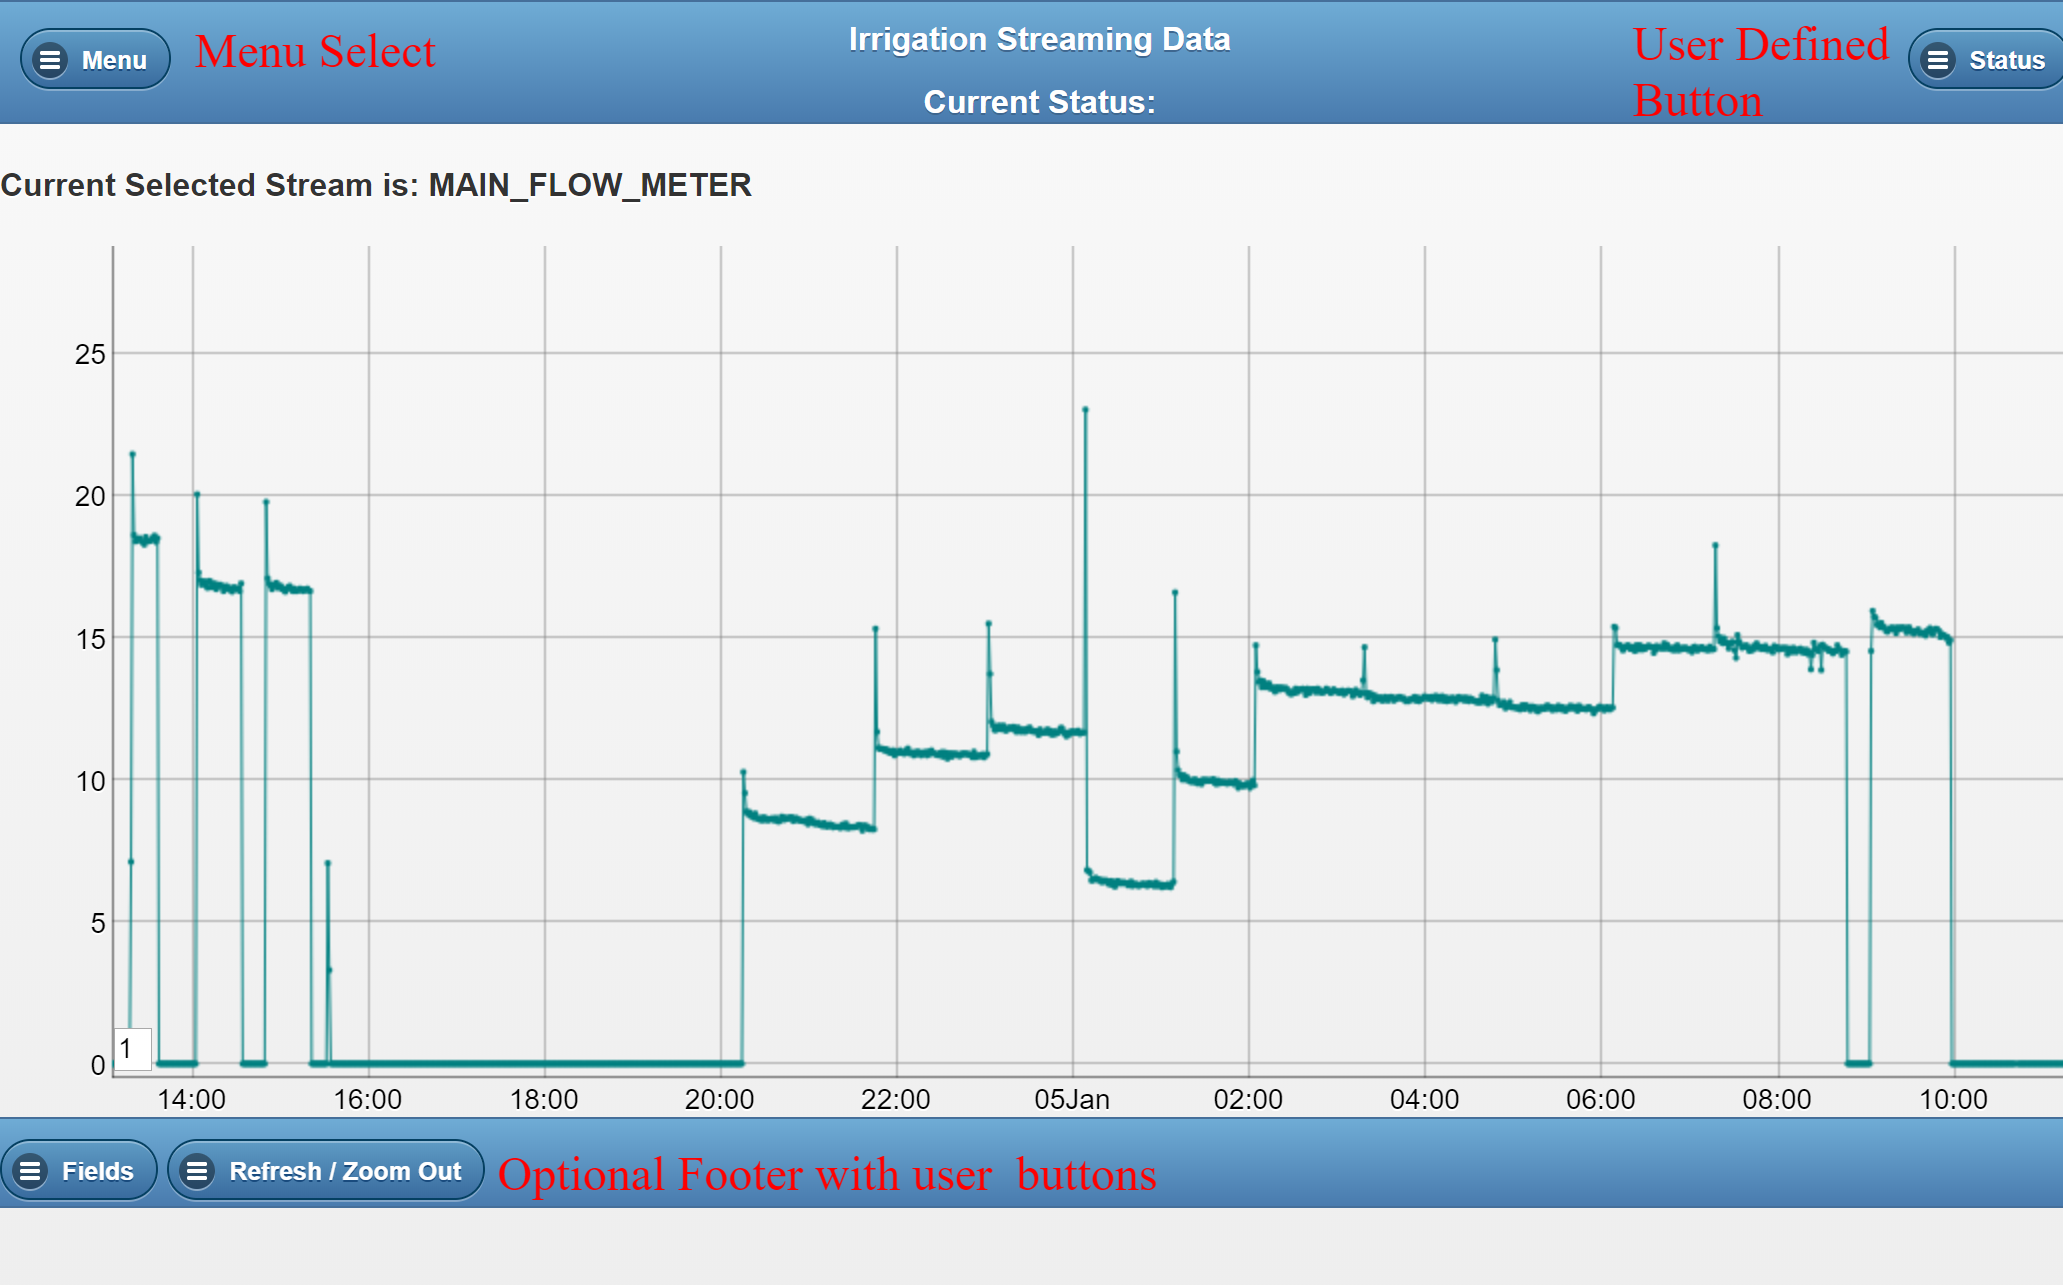 Menu
Menu Select
Irrigation Streaming Data
Current Status:
User Defined
Button
Status
Current Selected Stream is: MAIN_FLOW_METER
25
20
15
10
5
0
1
14:00 16:00 18:00 20:00 22:00 05Jan 02:00 04:00 06:00 08:00 10:00
Fields Refresh / Zoom Out Optional Footer with user buttons